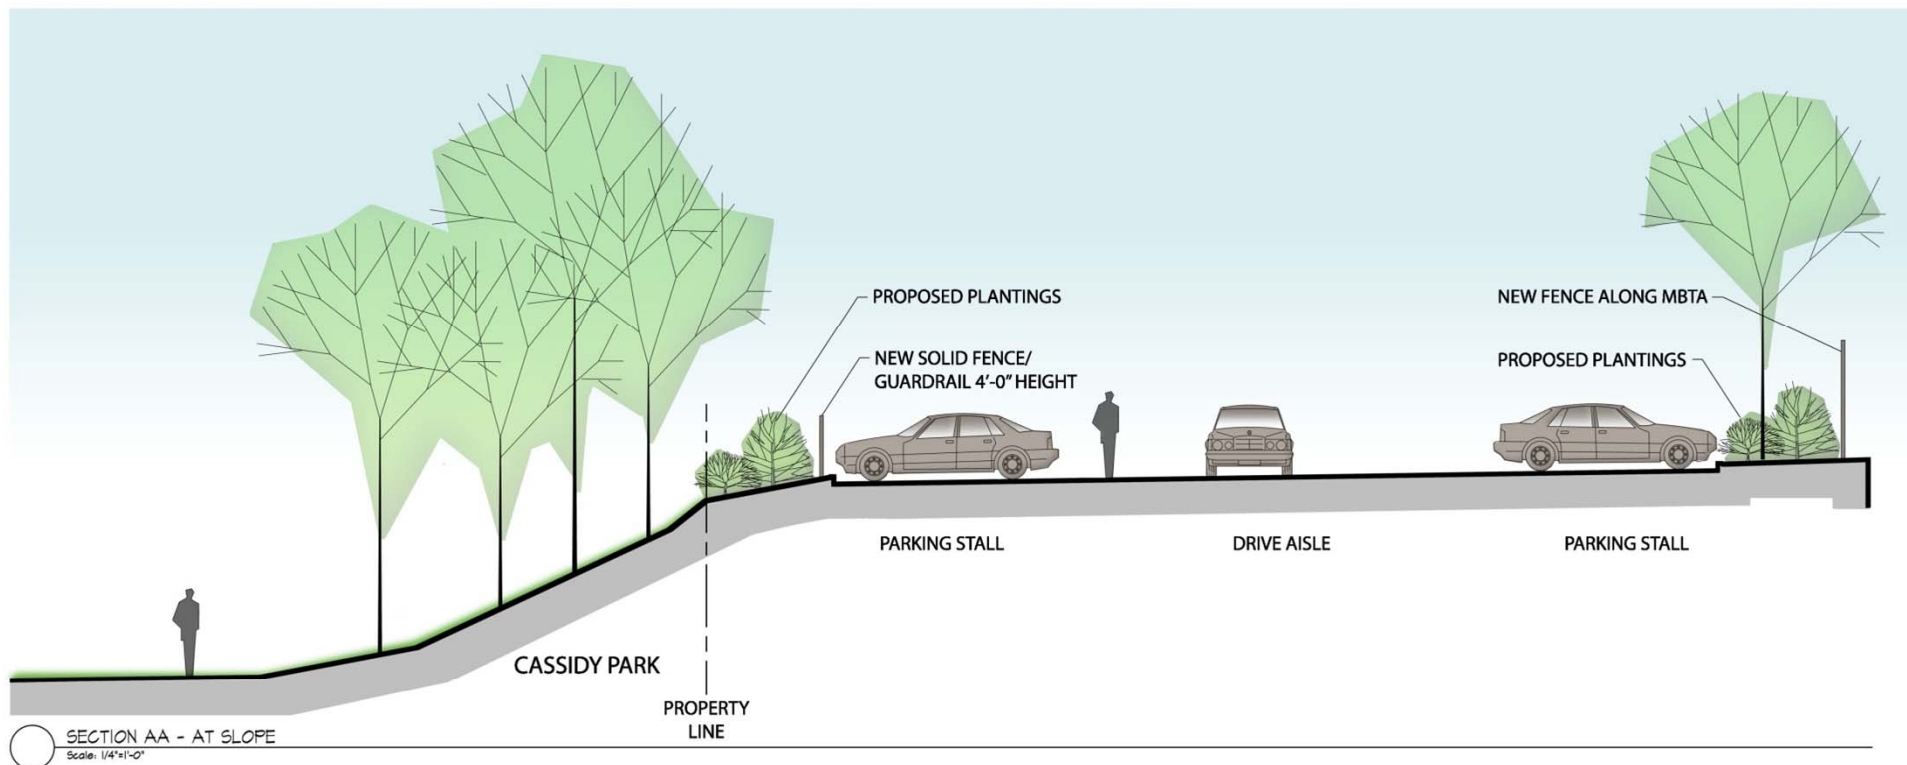 PROPOSED PLANTINGS
NEW SOLID FENCE/
GUARDRAIL 4'-0" HEIGHT
NEW FENCE ALONG MBTA
PROPOSED PLANTINGS
PARKING STALL
DRIVE AISLE
PARKING STALL
CASSIDY PARK
PROPERTY
LINE
SECTION AA - AT SLOPE
Scale: 1/4"=1'-0"